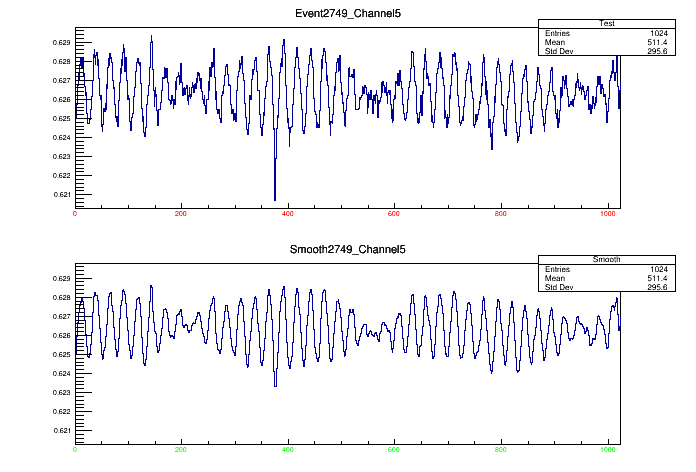 Event2749_Channel5
Test
Entries 1024
Mean 511.4
Std Dev 295.6
0.629
0.628
0.627
0.626
0.625
0.624
0.623
0.622
0.621
0 200 400 600 800 1000
Smooth2749_Channel5
Smooth
Entries 1024
Mean 511.4
Std Dev 295.6
0.629
0.628
0.627
0.626
0.625
0.624
0.623
0.622
0.621
0 200 400 600 800 1000